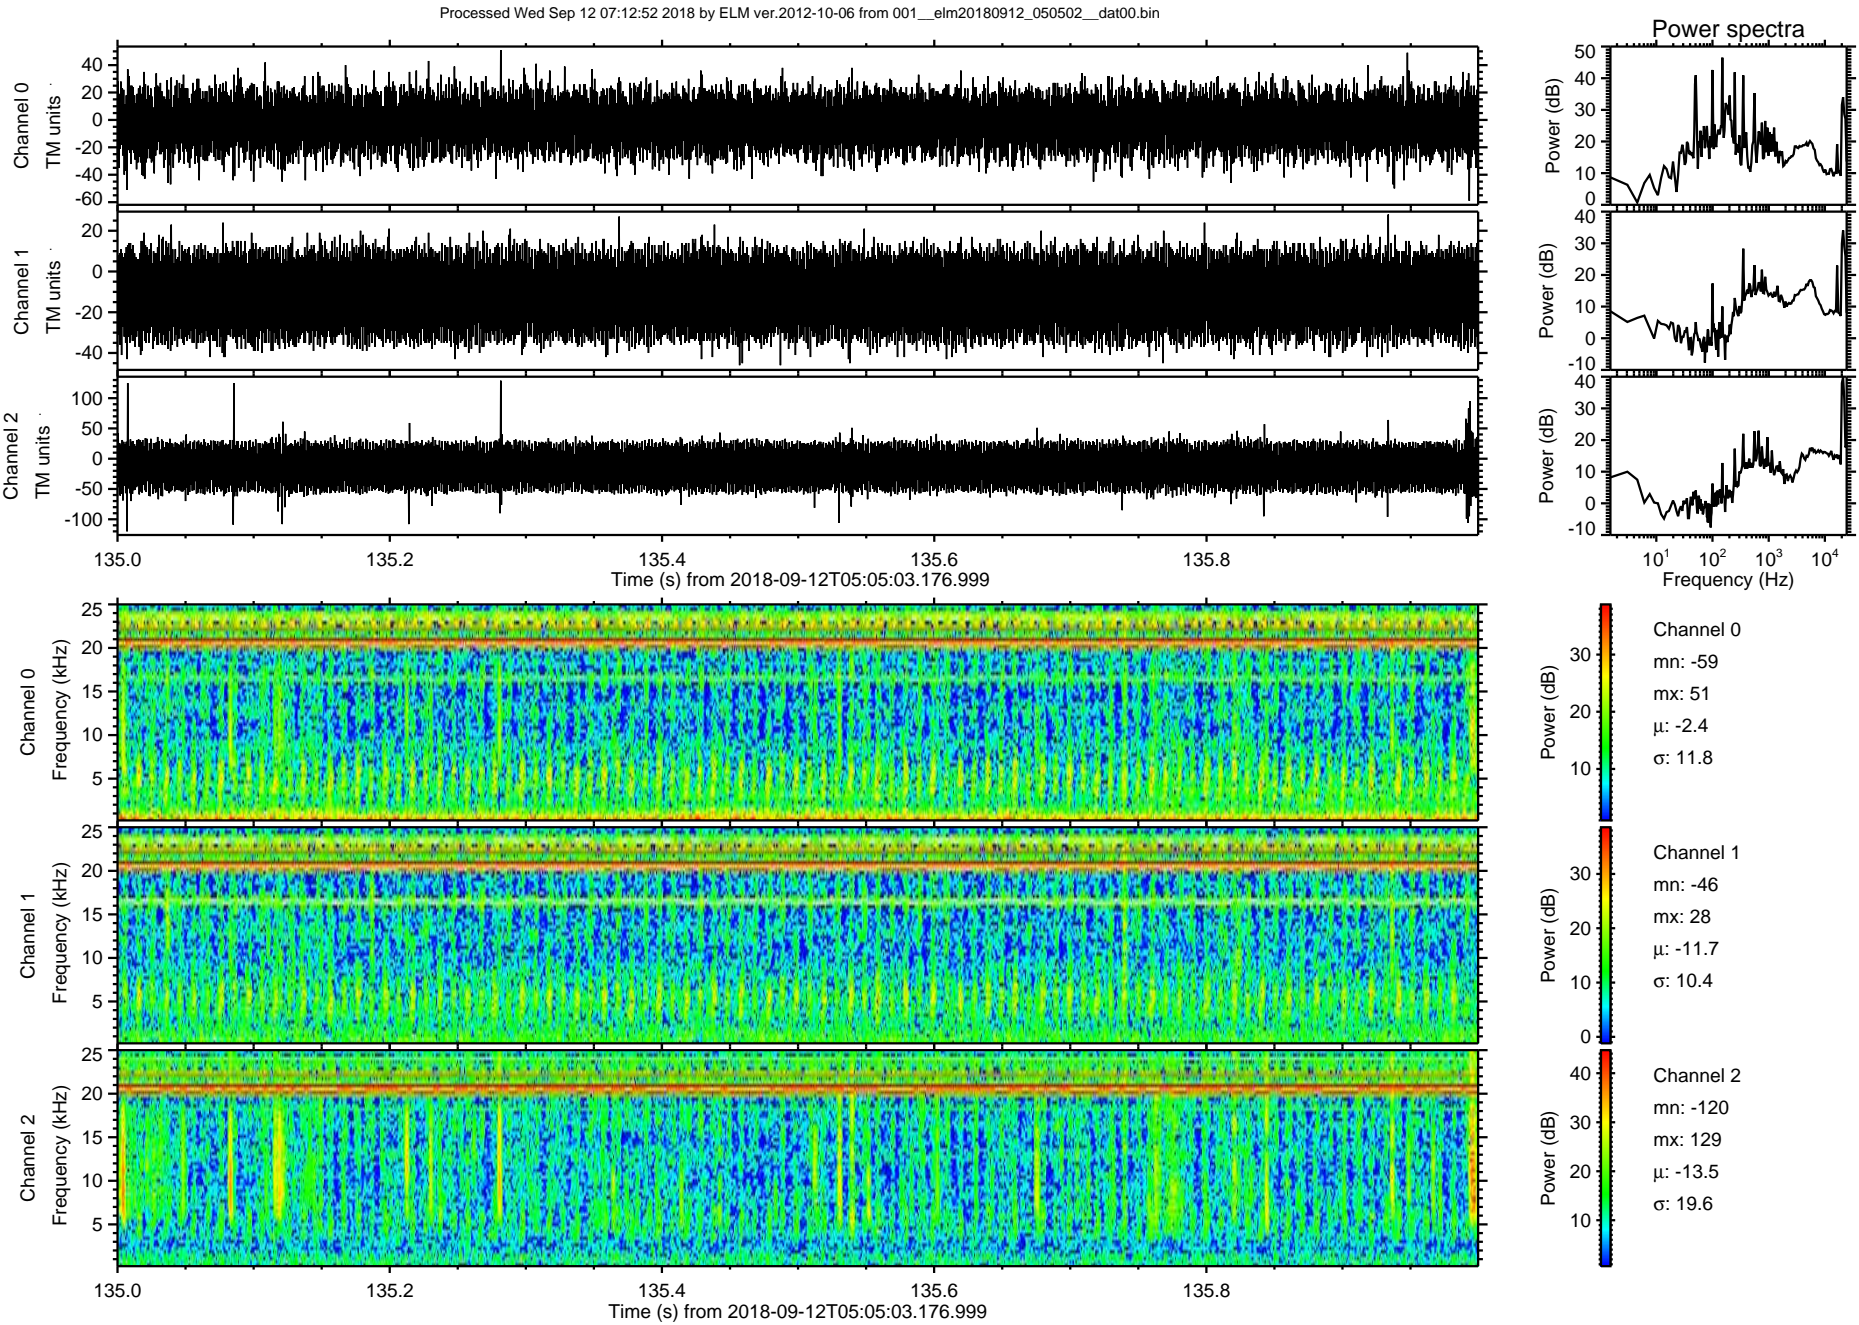 Processed Wed Sep 12 07:12:52 2018 by ELM ver.2012-10-06 from 001__elm20180912_050502__dat00.bin
Power spectra
Channel 0
TM units
40
20
0
-20
-40
-60
Power (dB)
50
40
30
20
10
0
Channel 1
TM units
20
0
-20
-40
Power (dB)
40
30
20
10
0
-10
Channel 2
TM units
100
50
0
-50
-100
Power (dB)
40
30
20
10
0
-10
135.0 135.2 135.4 135.6 135.8
Time (s) from 2018-09-12T05:05:03.176.999
10^1 10^2 10^3 10^4
Frequency (Hz)
Channel 0
Frequency (kHz)
25
20
15
10
5
Power (dB)
30
20
10
Channel 0
mn: -59
mx: 51
μ: -2.4
σ: 11.8
Channel 1
Frequency (kHz)
25
20
15
10
5
Power (dB)
30
20
10
0
Channel 1
mn: -46
mx: 28
μ: -11.7
σ: 10.4
Channel 2
Frequency (kHz)
25
20
15
10
5
Power (dB)
40
30
20
10
Channel 2
mn: -120
mx: 129
μ: -13.5
σ: 19.6
135.0 135.2 135.4 135.6 135.8
Time (s) from 2018-09-12T05:05:03.176.999